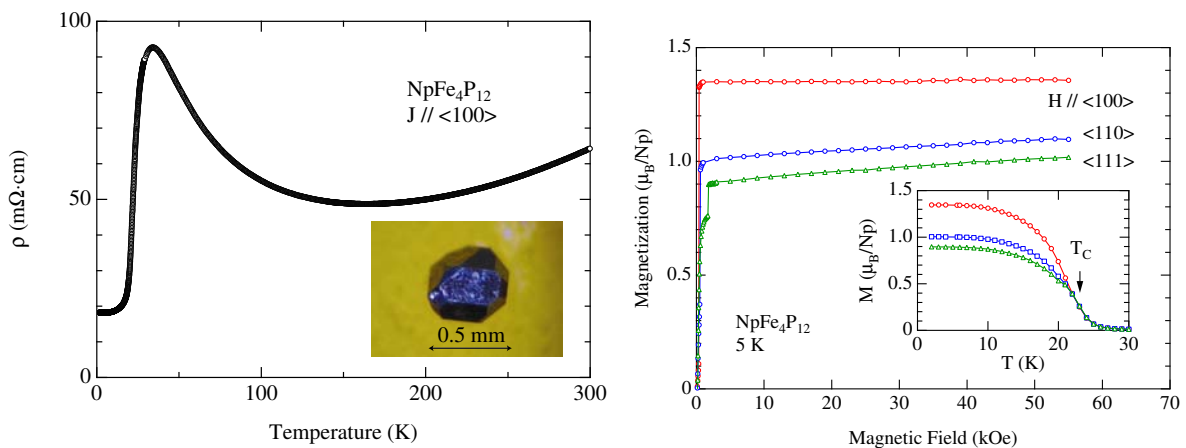 100
50
0
ρ (mΩ·cm)
NpFe₄P₁₂
J // <100>
0.5 mm
0
100
200
300
Temperature (K)
1.5
1.0
0.5
0
Magnetization (μB/Np)
H // <100>
<110>
<111>
NpFe₄P₁₂
5 K
1.5
1.0
0.5
0.0
M (μB/Np)
TC
0
10
20
30
T (K)
0
10
20
30
40
50
60
70
Magnetic Field (kOe)